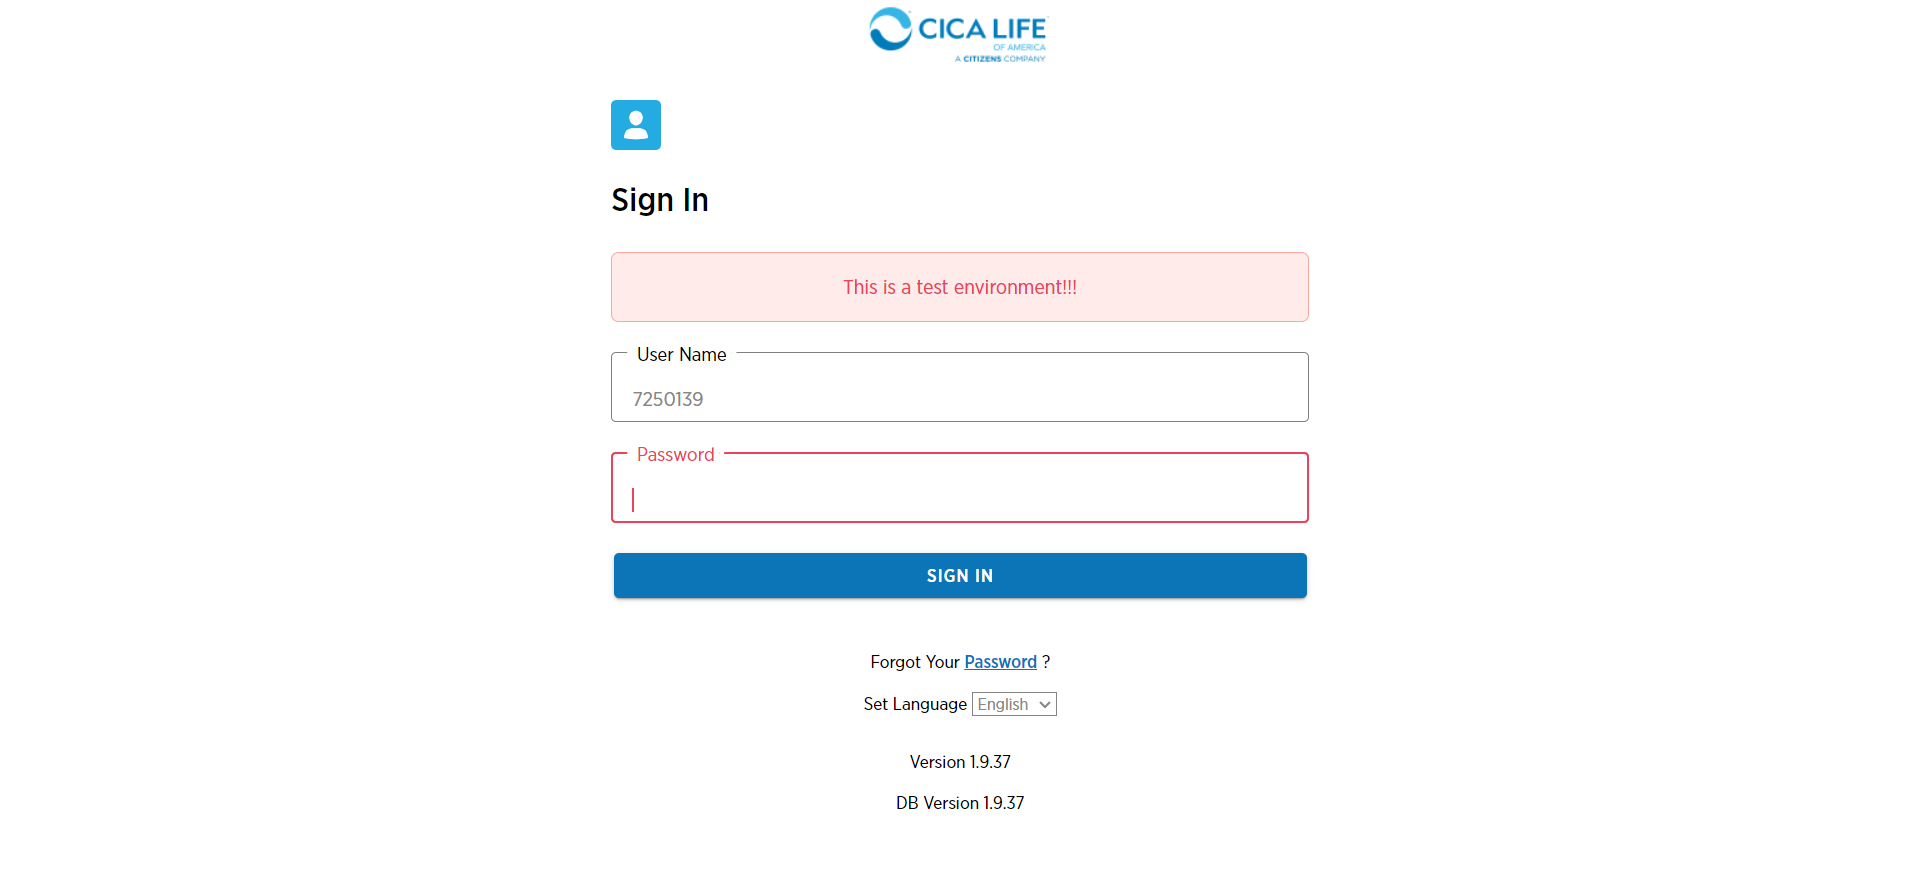 CICA LIFE
OF AMERICA
A CITIZENS COMPANY
Sign In
This is a test environment!!!
User Name
7250139
Password
SIGN IN
Forgot Your Password ?
Set Language English
Version 1.9.37
DB Version 1.9.37